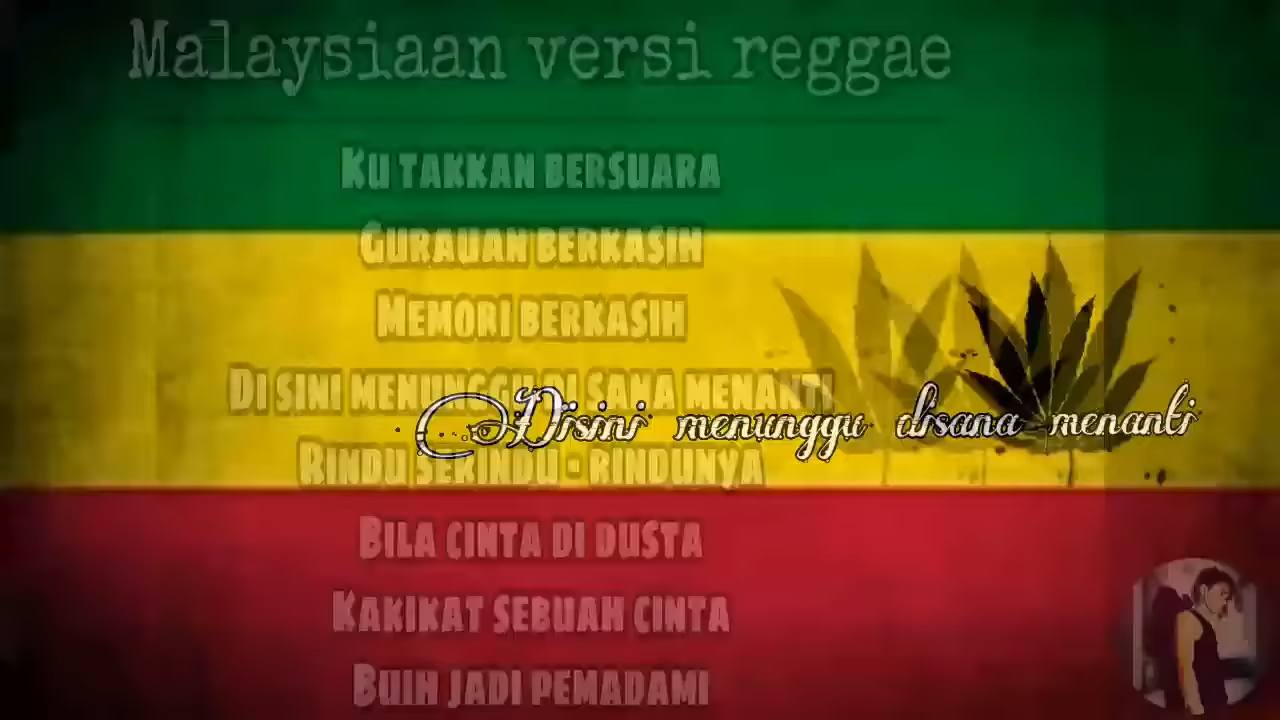 Malaysiaan versi reggae
Ku takkan bersuara
Gurauan berkasih
Memori berkasih
Di sini menunggu di sana menanti
Disini menunggu disana menanti
Rindu serindu - rindunya
Bila cinta di dusta
Kakikat sebuah cinta
Buih jadi pemadami